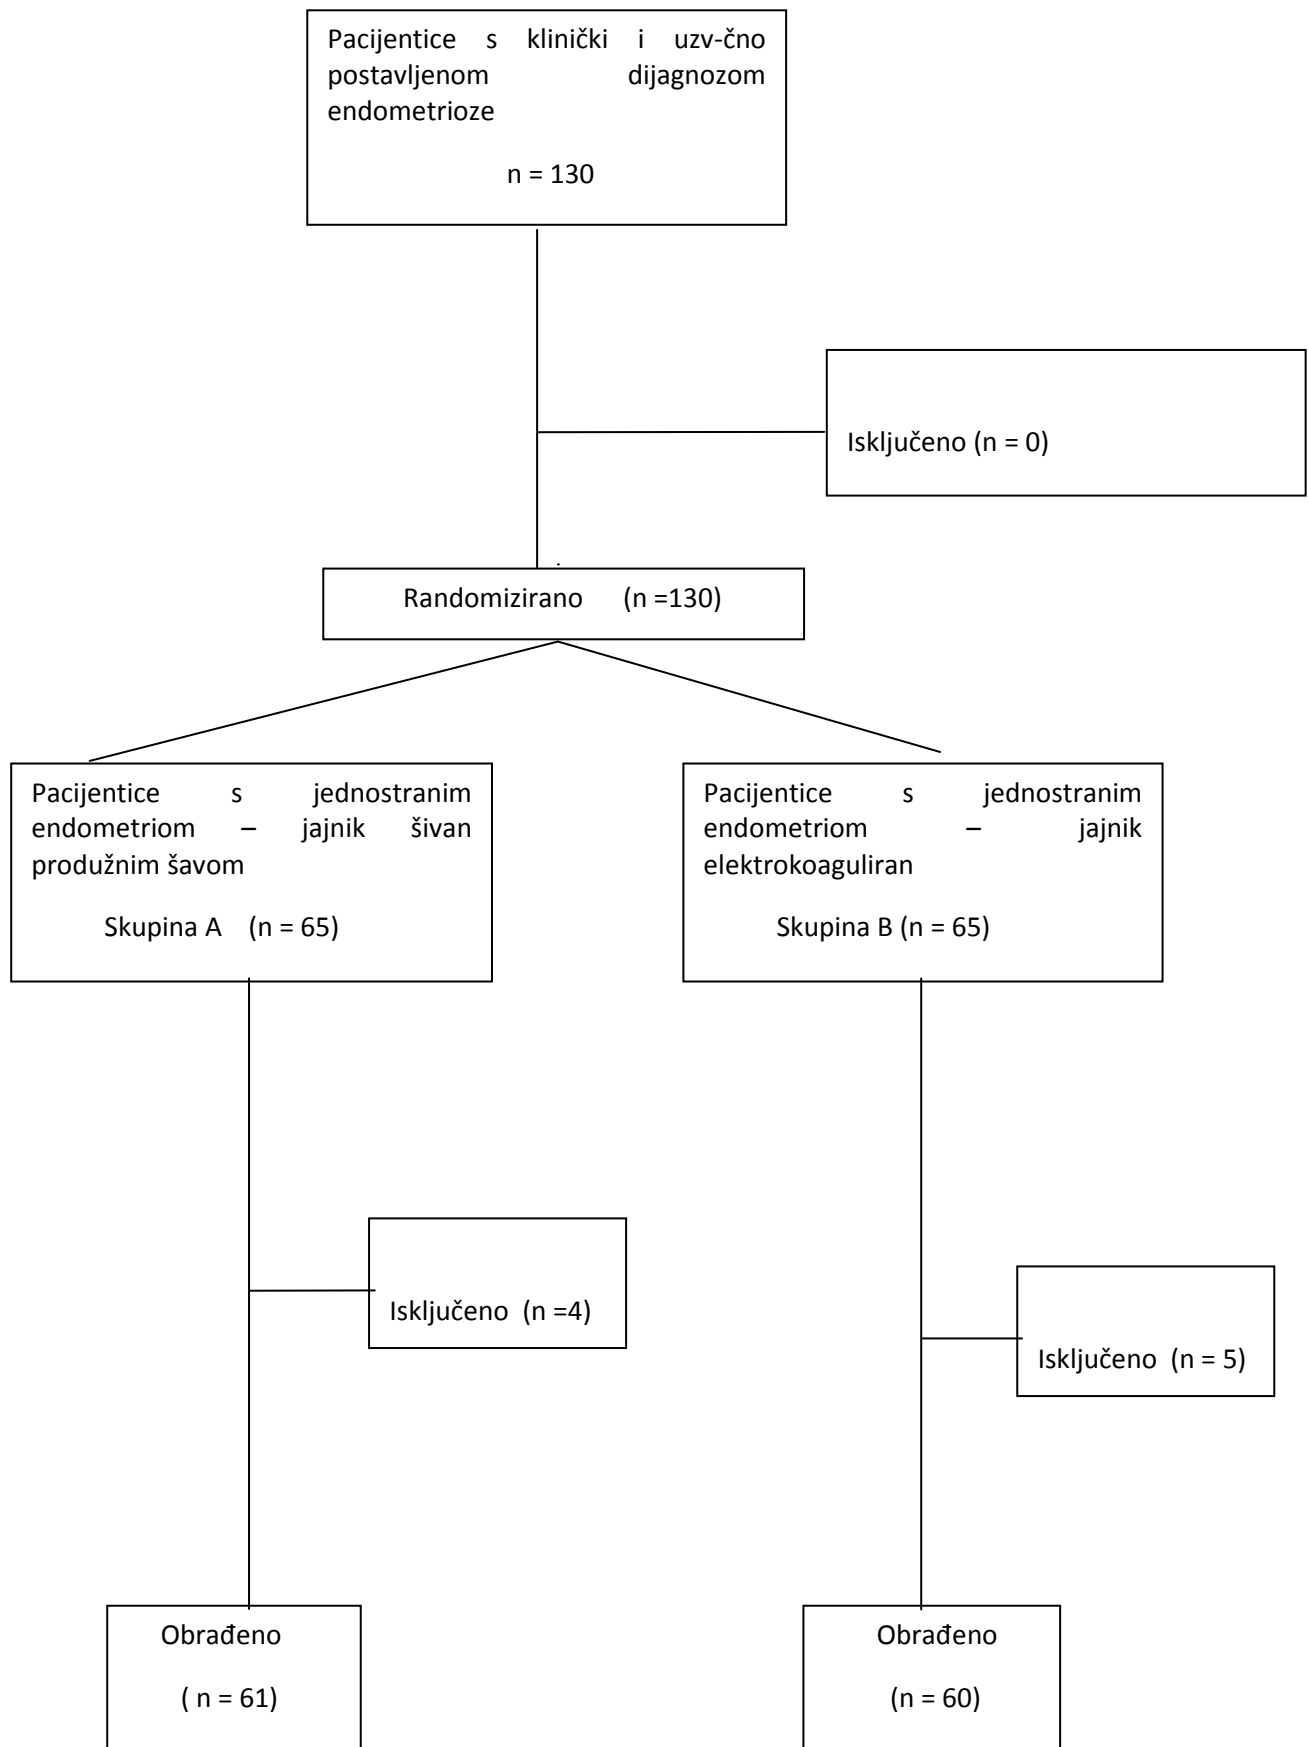 Pacijentice s klinički i uzv-čno
postavljenom dijagnozom
endometrioze
n = 130
Isključeno (n = 0)
Randomizirano (n =130)
Pacijentice s jednostranim
endometriom – jajnik šivan
produžnim šavom
Skupina A (n = 65)
Pacijentice s jednostranim
endometriom – jajnik
elektrokoaguliran
Skupina B (n = 65)
Isključeno (n =4)
Isključeno (n = 5)
Obrađeno
( n = 61)
Obrađeno
(n = 60)